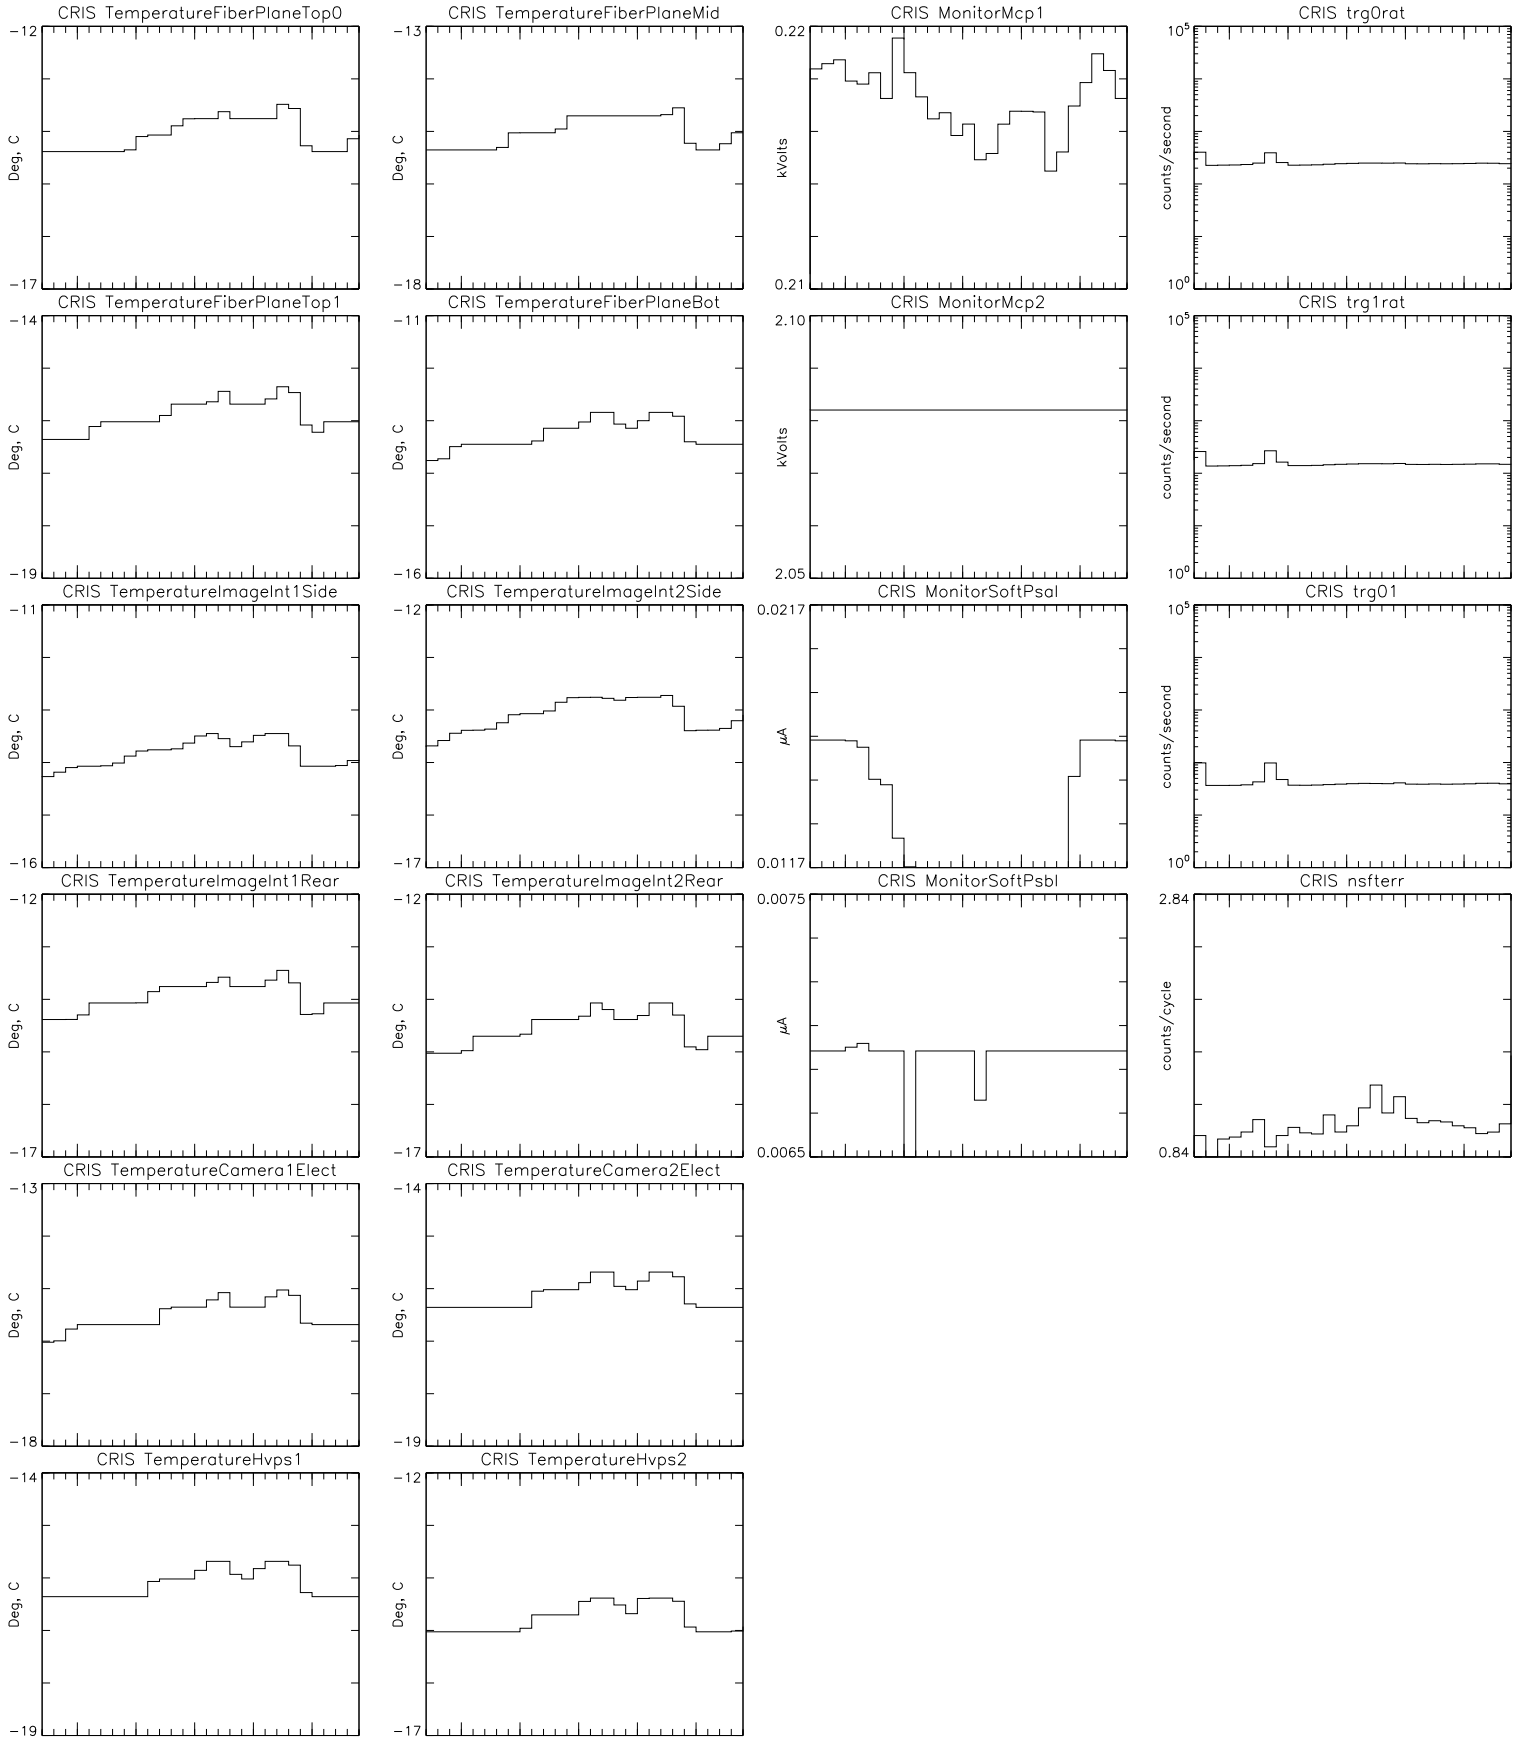 CRIS TemperatureFiberPlaneTop0
CRIS TemperatureFiberPlaneMid
CRIS MonitorMcp1
CRIS trg0rat
-12
-17
Deg, C
-13
-18
Deg, C
0.22
0.21
kVolts
10^5
10^0
counts/second
CRIS TemperatureFiberPlaneTop1
CRIS TemperatureFiberPlaneBot
CRIS MonitorMcp2
CRIS trg1rat
-14
-19
Deg, C
-11
-16
Deg, C
2.10
2.05
kVolts
10^5
10^0
counts/second
CRIS TemperatureImageInt1Side
CRIS TemperatureImageInt2Side
CRIS MonitorSoftPsaI
CRIS trg01
-11
-16
Deg, C
-12
-17
Deg, C
0.0217
0.0117
μA
10^5
10^0
counts/second
CRIS TemperatureImageInt1Rear
CRIS TemperatureImageInt2Rear
CRIS MonitorSoftPsbI
CRIS nsfterr
-12
-17
Deg, C
-12
-17
Deg, C
0.0075
0.0065
μA
2.84
0.84
counts/cycle
CRIS TemperatureCamera1Elect
CRIS TemperatureCamera2Elect
-13
-18
Deg, C
-14
-19
Deg, C
CRIS TemperatureHvps1
CRIS TemperatureHvps2
-14
-19
Deg, C
-12
-17
Deg, C